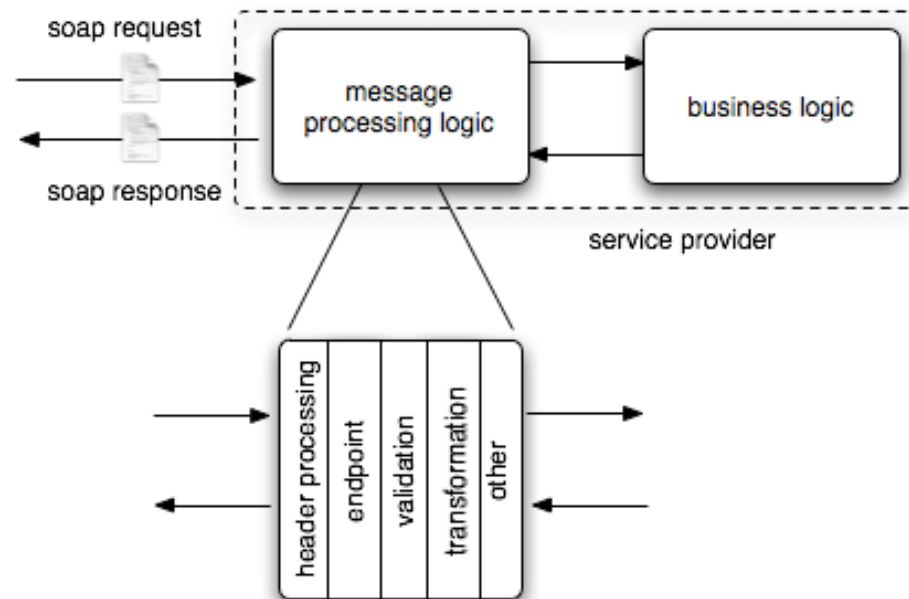 soap request
message
processing logic
business logic
soap response
service provider
header processing
endpoint
validation
transformation
other